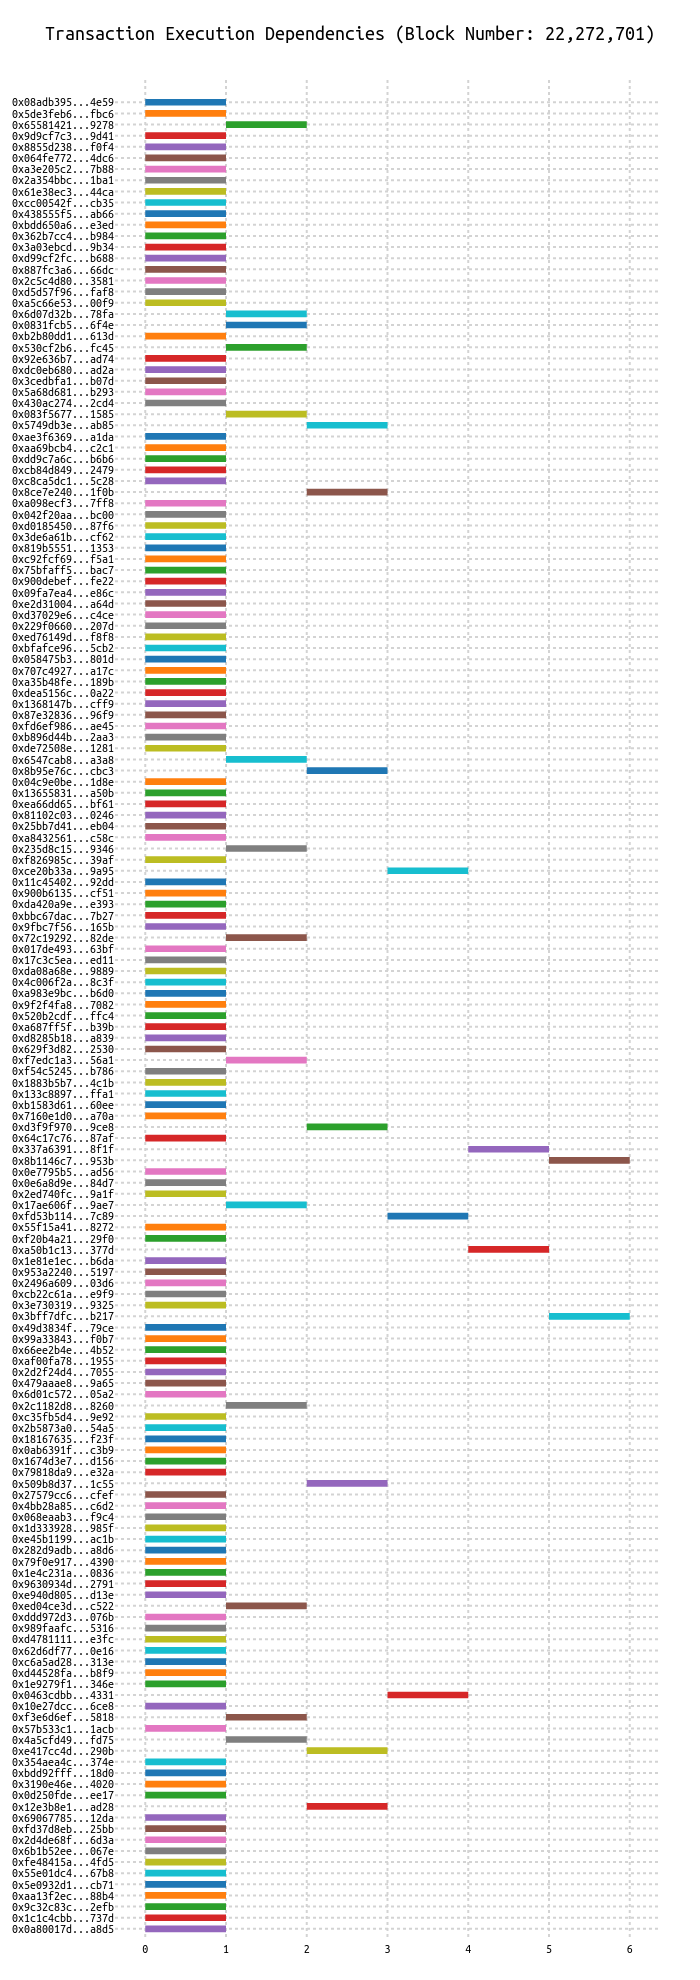 Transaction Execution Dependencies (Block Number: 22,272,701)
0x08adb395...4e59
0x5de3feb6...fbc6
0x65581421...9278
0x9d9cf7c3...9d41
0x8855d238...f0f4
0x064fe772...4dc6
0xa3e205c2...7b88
0x2a354bbc...1ba1
0x61e38ec3...44ca
0xcc00542f...cb35
0x438555f5...ab66
0xbdd650a6...e3ed
0x362b7cc4...b984
0x3a03ebcd...9b34
0xd99cf2fc...b688
0x887fc3a6...66dc
0x2c5c4d80...3581
0xd5d57f96...faf8
0xa5c66e53...00f9
0x6d07d32b...78fa
0x0831fcb5...6f4e
0xb2b80dd1...613d
0x530cf2b6...fc45
0x92e636b7...ad74
0xdc0eb680...ad2a
0x3cedbfa1...b07d
0x5a68d681...b293
0x430ac274...2cd4
0x083f5677...1585
0x5749db3e...ab85
0xae3f6369...a1da
0xaa69bcb4...c2c1
0xdd9c7a6c...b6b6
0xcb84d849...2479
0xc8ca5dc1...5c28
0x8ce7e240...1f0b
0xa098ecf3...7ff8
0x042f20aa...bc00
0xd0185450...87f6
0x3de6a61b...cf62
0x819b5551...1353
0xc92fcf69...f5a1
0x75bfaff5...bac7
0x900debef...fe22
0x09fa7ea4...e86c
0xe2d31004...a64d
0xd37029e6...c4ce
0x229f0660...207d
0xed76149d...f8f8
0xbfafce96...5cb2
0x058475b3...801d
0x707c4927...a17c
0xa35b48fe...189b
0xdea5156c...0a22
0x1368147b...cff9
0x87e32836...96f9
0xfd6ef986...ae45
0xb896d44b...2aa3
0xde72508e...1281
0x6547cab8...a3a8
0x8b95e76c...cbc3
0x04c9e0be...1d8e
0x13655831...a50b
0xea66dd65...bf61
0x81102c03...0246
0x25bb7d41...eb04
0xa8432561...c58c
0x235d8c15...9346
0xf826985c...39af
0xce20b33a...9a95
0x11c45402...92dd
0x900b6135...cf51
0xda420a9e...e393
0xbbc67dac...7b27
0x9fbc7f56...165b
0x72c19292...82de
0x017de493...63bf
0x17c3c5ea...ed11
0xda08a68e...9889
0x4c006f2a...8c3f
0xa983e9bc...b6d0
0x9f2f4fa8...7082
0x520b2cdf...ffc4
0xa687ff5f...b39b
0xd8285b18...a839
0x629f3d82...2530
0xf7edc1a3...56a1
0xf54c5245...b786
0x1883b5b7...4c1b
0x133c8897...ffa1
0xb1583d61...60ee
0x7160e1d0...a70a
0xd3f9f970...9ce8
0x64c17c76...87af
0x337a6391...8f1f
0x8b1146c7...953b
0x0e7795b5...ad56
0x0e6a8d9e...84d7
0x2ed740fc...9a1f
0x17ae606f...9ae7
0xfd53b114...7c89
0x55f15a41...8272
0xf20b4a21...29f0
0xa50b1c13...377d
0x1e81e1ec...b6da
0x953a2240...5197
0x2496a609...03d6
0xcb22c61a...e9f9
0x3e730319...9325
0x3bff7dfc...b217
0x49d3834f...79ce
0x99a33843...f0b7
0x66ee2b4e...4b52
0xaf00fa78...1955
0x2d2f24d4...7055
0x479aaae8...9a65
0x6d01c572...05a2
0x2c1182d8...8260
0xc35fb5d4...9e92
0x2b5873a0...54a5
0x18167635...f23f
0x0ab6391f...c3b9
0x1674d3e7...d156
0x79818da9...e32a
0x509b8d37...1c55
0x27579cc6...cfef
0x4bb28a85...c6d2
0x068eaab3...f9c4
0x1d333928...985f
0xe45b1199...ac1b
0x282d9adb...a8d6
0x79f0e917...4390
0x1e4c231a...0836
0x9630934d...2791
0xe940d805...d13e
0xed04ce3d...c522
0xddd972d3...076b
0x989faafc...5316
0xd4781111...e3fc
0x62d6df77...0e16
0xc6a5ad28...313e
0xd44528fa...b8f9
0x1e9279f1...346e
0x0463cdbb...4331
0x10e27dcc...6ce8
0xf3e6d6ef...5818
0x57b533c1...1acb
0x4a5cfd49...fd75
0xe417cc4d...290b
0x354aea4c...374e
0xbdd92fff...18d0
0x3190e46e...4020
0x0d250fde...ee17
0x12e3b8e1...ad28
0x69067785...12da
0xfd37d8eb...25bb
0x2d4de68f...6d3a
0x6b1b52ee...067e
0xfe48415a...4fd5
0x55e01dc4...67b8
0x5e0932d1...cb71
0xaa13f2ec...88b4
0x9c32c83c...2efb
0x1c1c4cbb...737d
0x0a80017d...a8d5
0 1 2 3 4 5 6